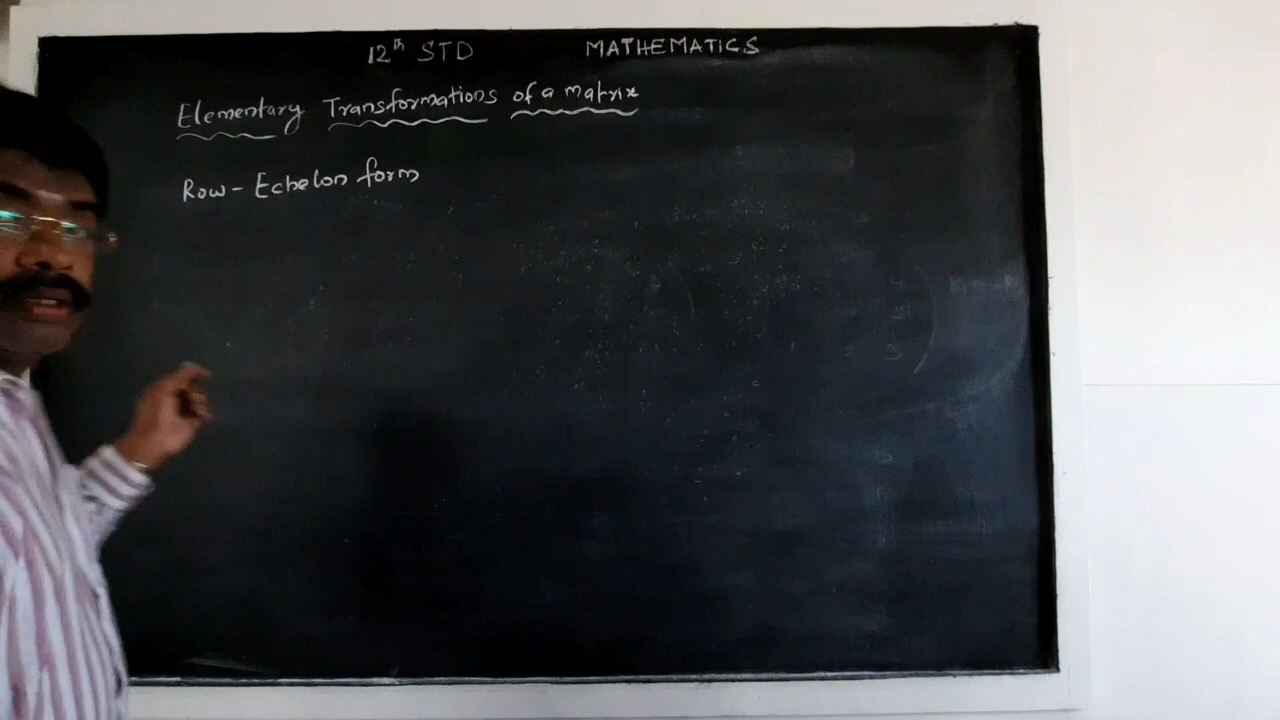 12th STD MATHEMATICS
Elementary Transformations of a matrix
Row - Echelon form